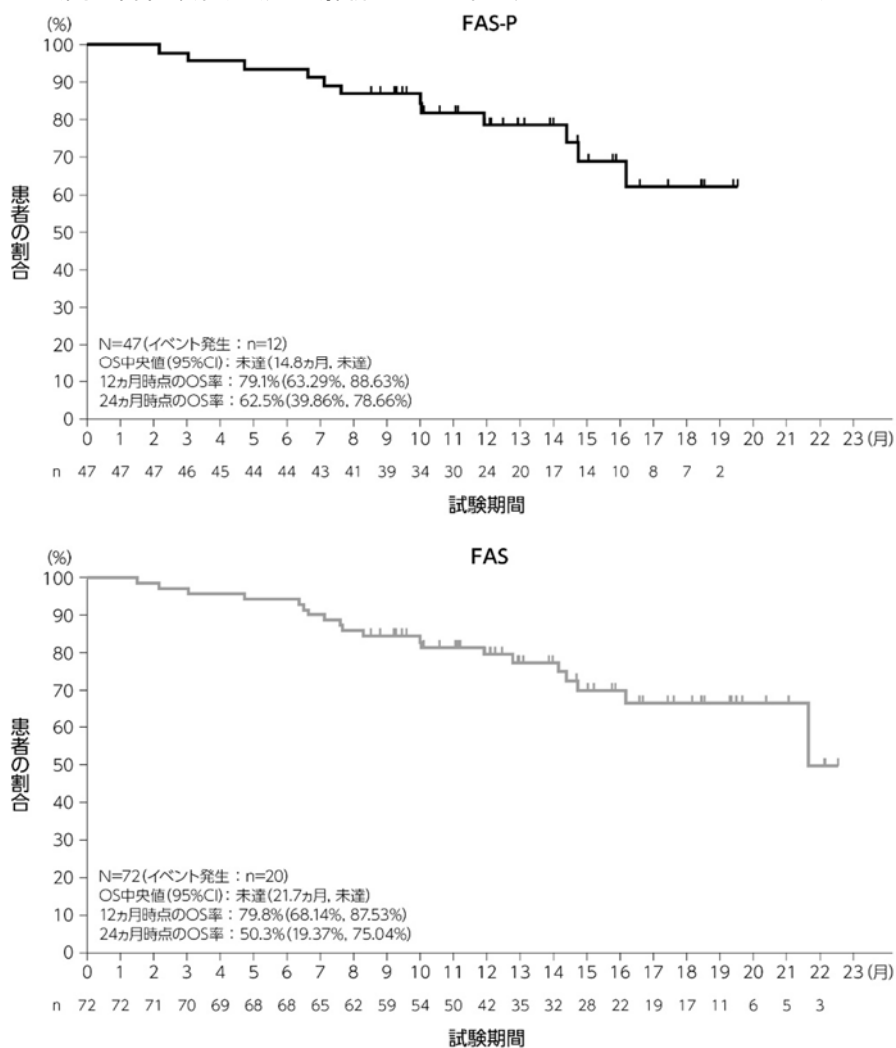 FAS-P
(%)
100
90
80
70
60
50
40
30
20
10
0
患者の割合
N=47(イベント発生：n=12)
OS中央値(95%CI)：未達(14.8ヵ月, 未達)
12ヵ月時点のOS率：79.1%(63.29%, 88.63%)
24ヵ月時点のOS率：62.5%(39.86%, 78.66%)
0 1 2 3 4 5 6 7 8 9 10 11 12 13 14 15 16 17 18 19 20 21 22 23 (月)
n 47 47 47 46 45 44 44 43 41 39 34 30 24 20 17 14 10 8 7 2
試験期間
FAS
(%)
100
90
80
70
60
50
40
30
20
10
0
患者の割合
N=72(イベント発生：n=20)
OS中央値(95%CI)：未達(21.7ヵ月, 未達)
12ヵ月時点のOS率：79.8%(68.14%, 87.53%)
24ヵ月時点のOS率：50.3%(19.37%, 75.04%)
0 1 2 3 4 5 6 7 8 9 10 11 12 13 14 15 16 17 18 19 20 21 22 23 (月)
n 72 72 71 70 69 68 68 65 62 59 54 50 42 35 32 28 22 19 17 11 6 5 3
試験期間